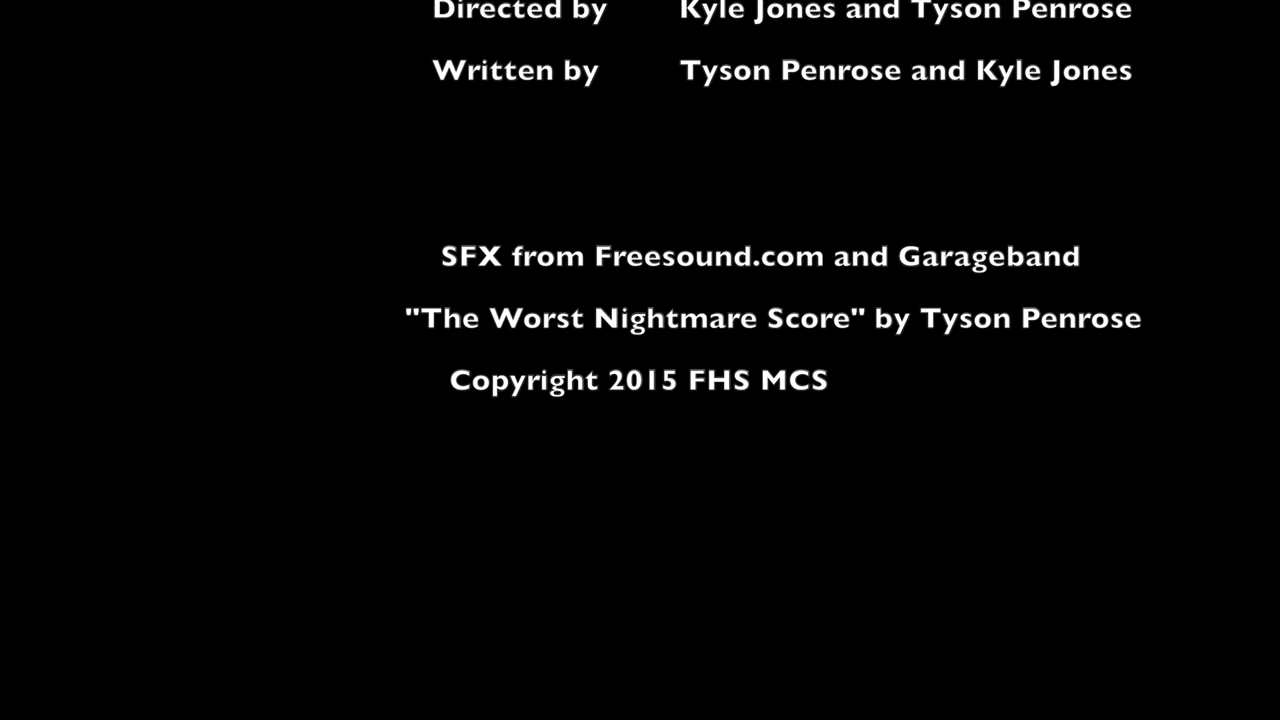 Directed by Kyle Jones and Tyson Penrose
Written by Tyson Penrose and Kyle Jones
SFX from Freesound.com and Garageband
"The Worst Nightmare Score" by Tyson Penrose
Copyright 2015 FHS MCS